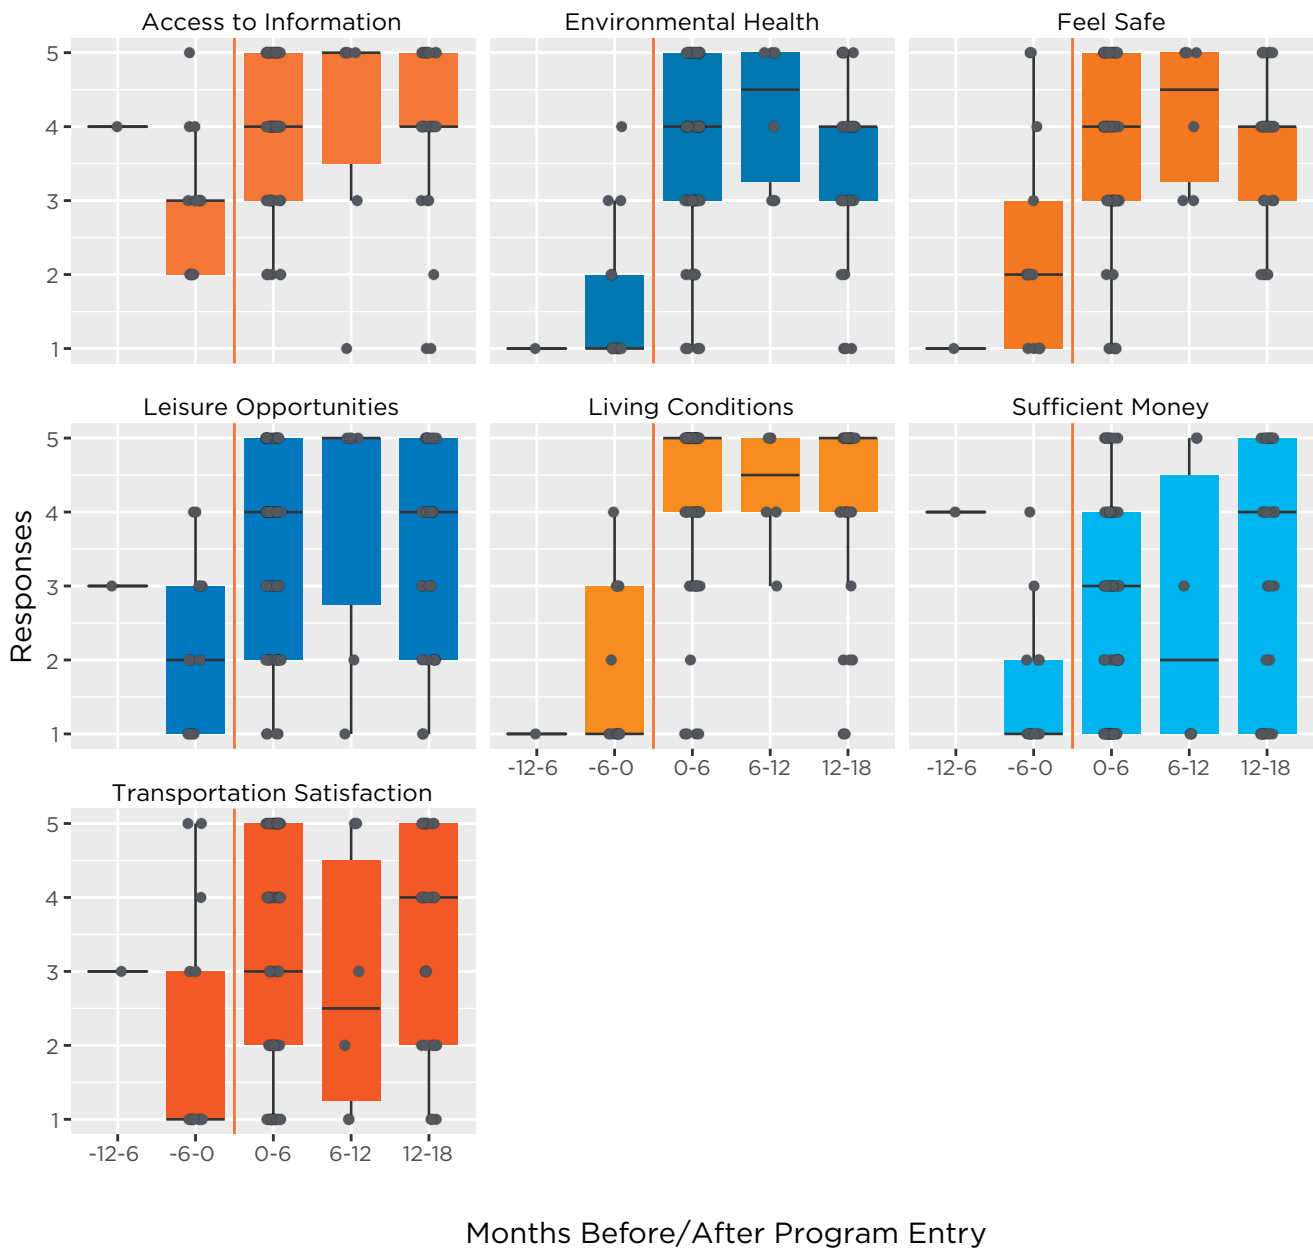 Access to Information Environmental Health Feel Safe
5
4
3
2
1
Leisure Opportunities Living Conditions Sufficient Money
5
4
3
2
1
Responses
-12-6 -6-0 0-6 6-12 12-18 -12-6 -6-0 0-6 6-12 12-18
Transportation Satisfaction
5
4
3
2
1
-12-6 -6-0 0-6 6-12 12-18
Months Before/After Program Entry